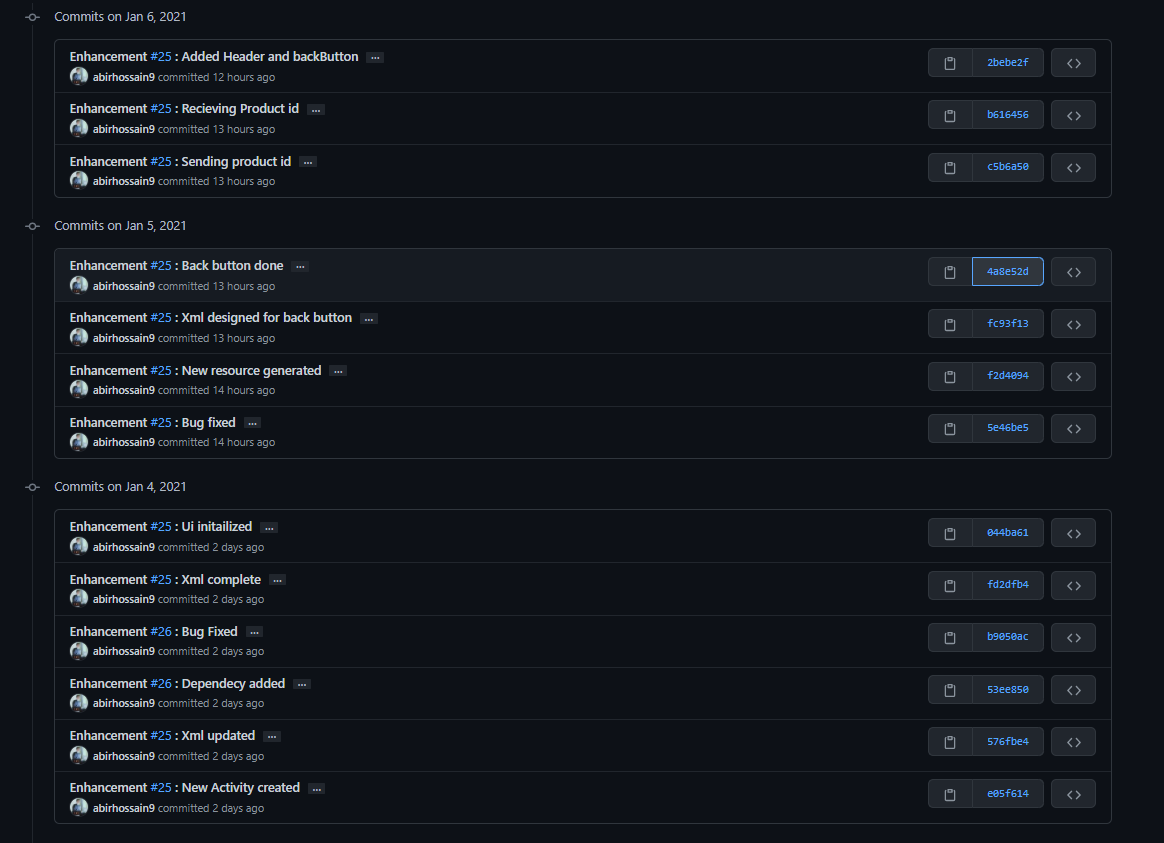 Commits on Jan 6, 2021
Enhancement #25 : Added Header and backButton ...
2bebe2f
abirhossain9 committed 12 hours ago
Enhancement #25 : Recieving Product id ...
b616456
abirhossain9 committed 13 hours ago
Enhancement #25 : Sending product id ...
c5b6a50
abirhossain9 committed 13 hours ago
Commits on Jan 5, 2021
Enhancement #25 : Back button done ...
4a8e52d
abirhossain9 committed 13 hours ago
Enhancement #25 : Xml designed for back button ...
fc93f13
abirhossain9 committed 13 hours ago
Enhancement #25 : New resource generated ...
f2d4094
abirhossain9 committed 14 hours ago
Enhancement #25 : Bug fixed ...
5e46be5
abirhossain9 committed 14 hours ago
Commits on Jan 4, 2021
Enhancement #25 : Ui initailized ...
044ba61
abirhossain9 committed 2 days ago
Enhancement #25 : Xml complete ...
fd2dfb4
abirhossain9 committed 2 days ago
Enhancement #26 : Bug Fixed ...
b9050ac
abirhossain9 committed 2 days ago
Enhancement #26 : Dependecy added ...
53ee850
abirhossain9 committed 2 days ago
Enhancement #25 : Xml updated ...
576fbe4
abirhossain9 committed 2 days ago
Enhancement #25 : New Activity created ...
e05f614
abirhossain9 committed 2 days ago